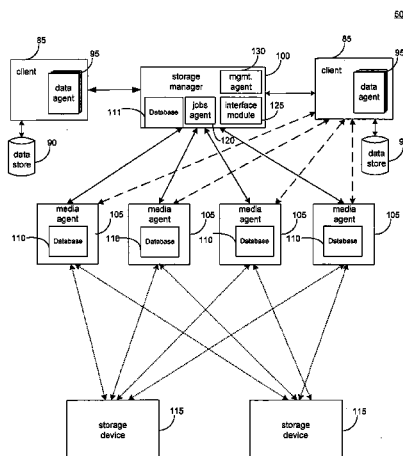 50
85
95
client
data
agent
data
store
90
130
100
storage
manager
mgmt.
agent
111
Database
jobs
agent
interface
module
125
120
85
95
client
data
agent
data
store
90
media
agent
105
110
Database
media
agent
105
110
Database
media
agent
105
110
Database
media
agent
105
110
Database
storage
device
115
storage
device
115